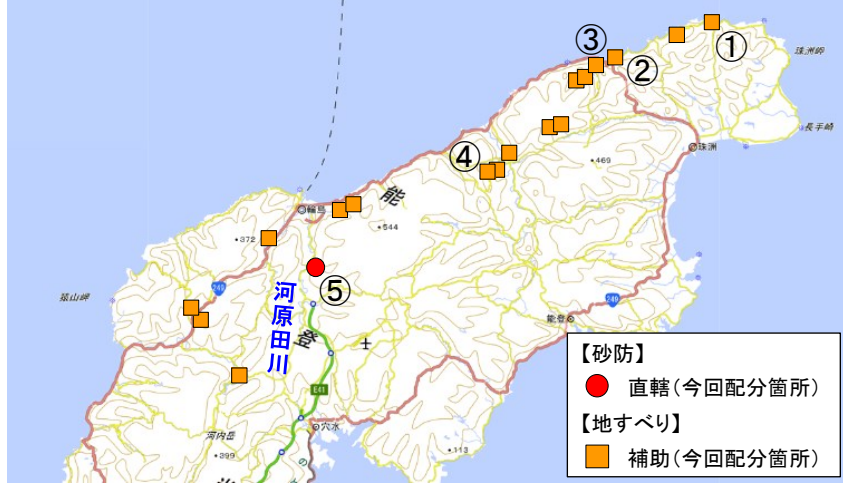 ①
珠洲岬
③
②
長手崎
珠洲
④
・469
能
輪島
・544
・372
⑤
249
猿山岬
河原田川
登
249
能登
E41
穴水
河内岳
・399
・113
の
【砂防】
直轄(今回配分箇所)
【地すべり】
補助(今回配分箇所)